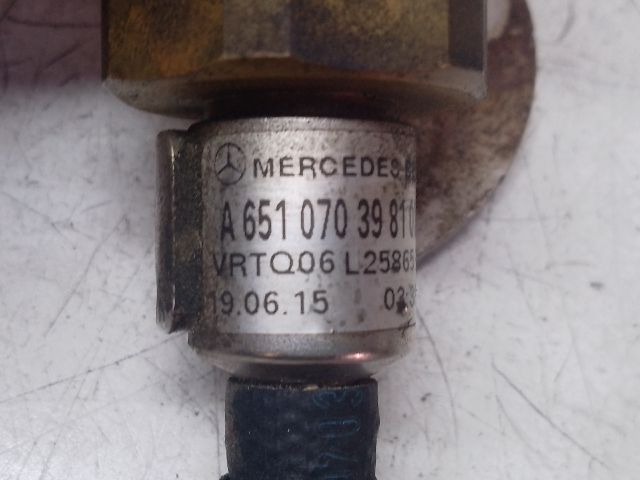 MERCEDES
A 651 070 39 81
VRTQ06 L2586
19.06.15